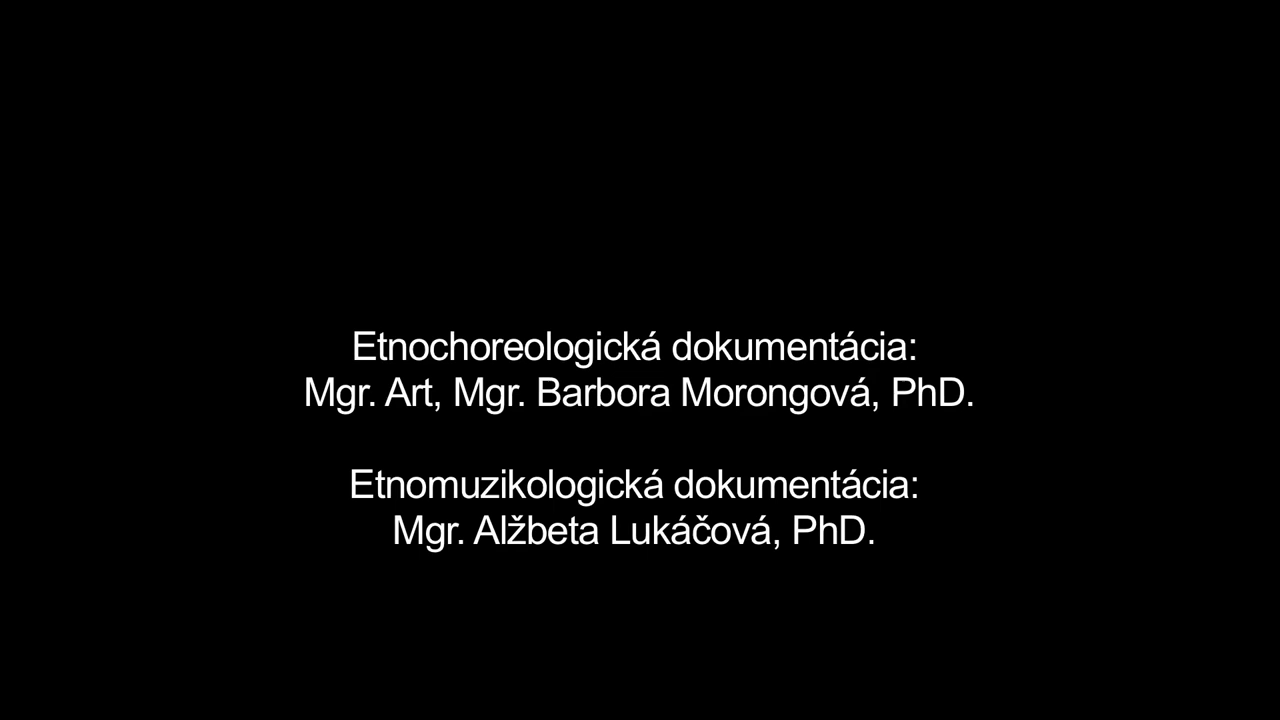 Etnochoreologická dokumentácia:
Mgr. Art, Mgr. Barbora Morongová, PhD.
Etnomuzikologická dokumentácia:
Mgr. Alžbeta Lukáčová, PhD.